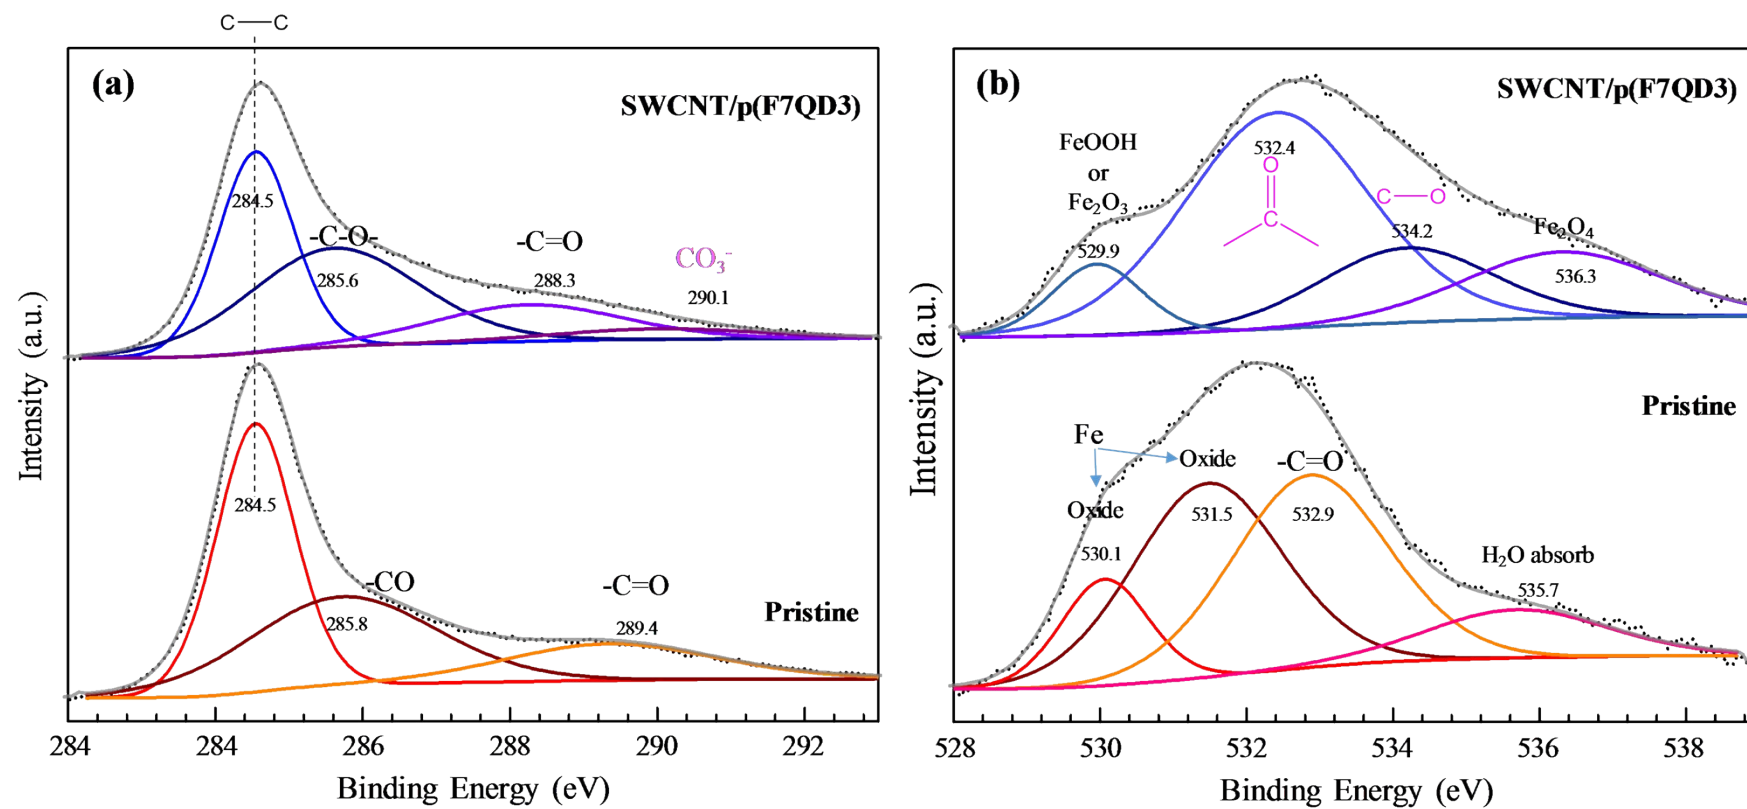 C—C
(a)
SWCNT/p(F7QD3)
284.5
-C-O-
285.6
-C=O
288.3
CO₃⁻
290.1
284.5
-CO
285.8
-C=O
289.4
Pristine
Intensity (a.u.)
284 284 286 288 290 292
Binding Energy (eV)
(b)
SWCNT/p(F7QD3)
FeOOH
or
Fe₂O₃
529.9
532.4
O
C
C—O
534.2
Fe₂O₄
536.3
Pristine
Fe
Oxide
Oxide
530.1
531.5
-C=O
532.9
H₂O absorb
535.7
Intensity (a.u.)
528 530 532 534 536 538
Binding Energy (eV)